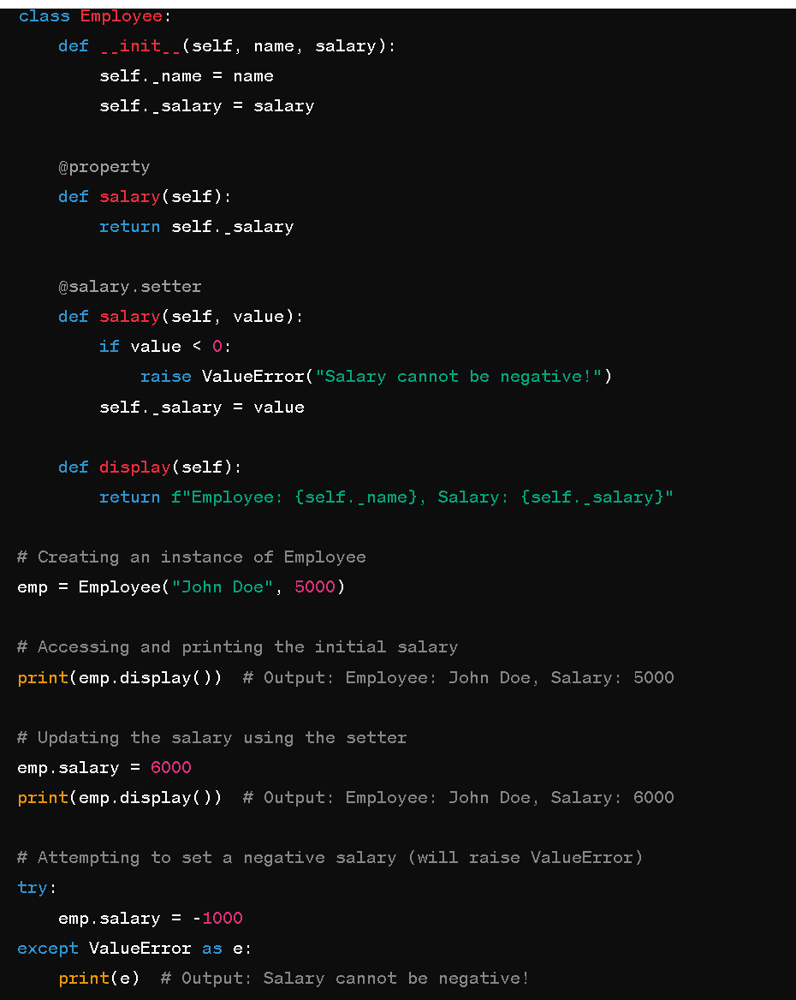 class Employee:
    def __init__(self, name, salary):
        self._name = name
        self._salary = salary

    @property
    def salary(self):
        return self._salary

    @salary.setter
    def salary(self, value):
        if value < 0:
            raise ValueError("Salary cannot be negative!")
        self._salary = value

    def display(self):
        return f"Employee: {self._name}, Salary: {self._salary}"

# Creating an instance of Employee
emp = Employee("John Doe", 5000)

# Accessing and printing the initial salary
print(emp.display())  # Output: Employee: John Doe, Salary: 5000

# Updating the salary using the setter
emp.salary = 6000
print(emp.display())  # Output: Employee: John Doe, Salary: 6000

# Attempting to set a negative salary (will raise ValueError)
try:
    emp.salary = -1000
except ValueError as e:
    print(e)  # Output: Salary cannot be negative!